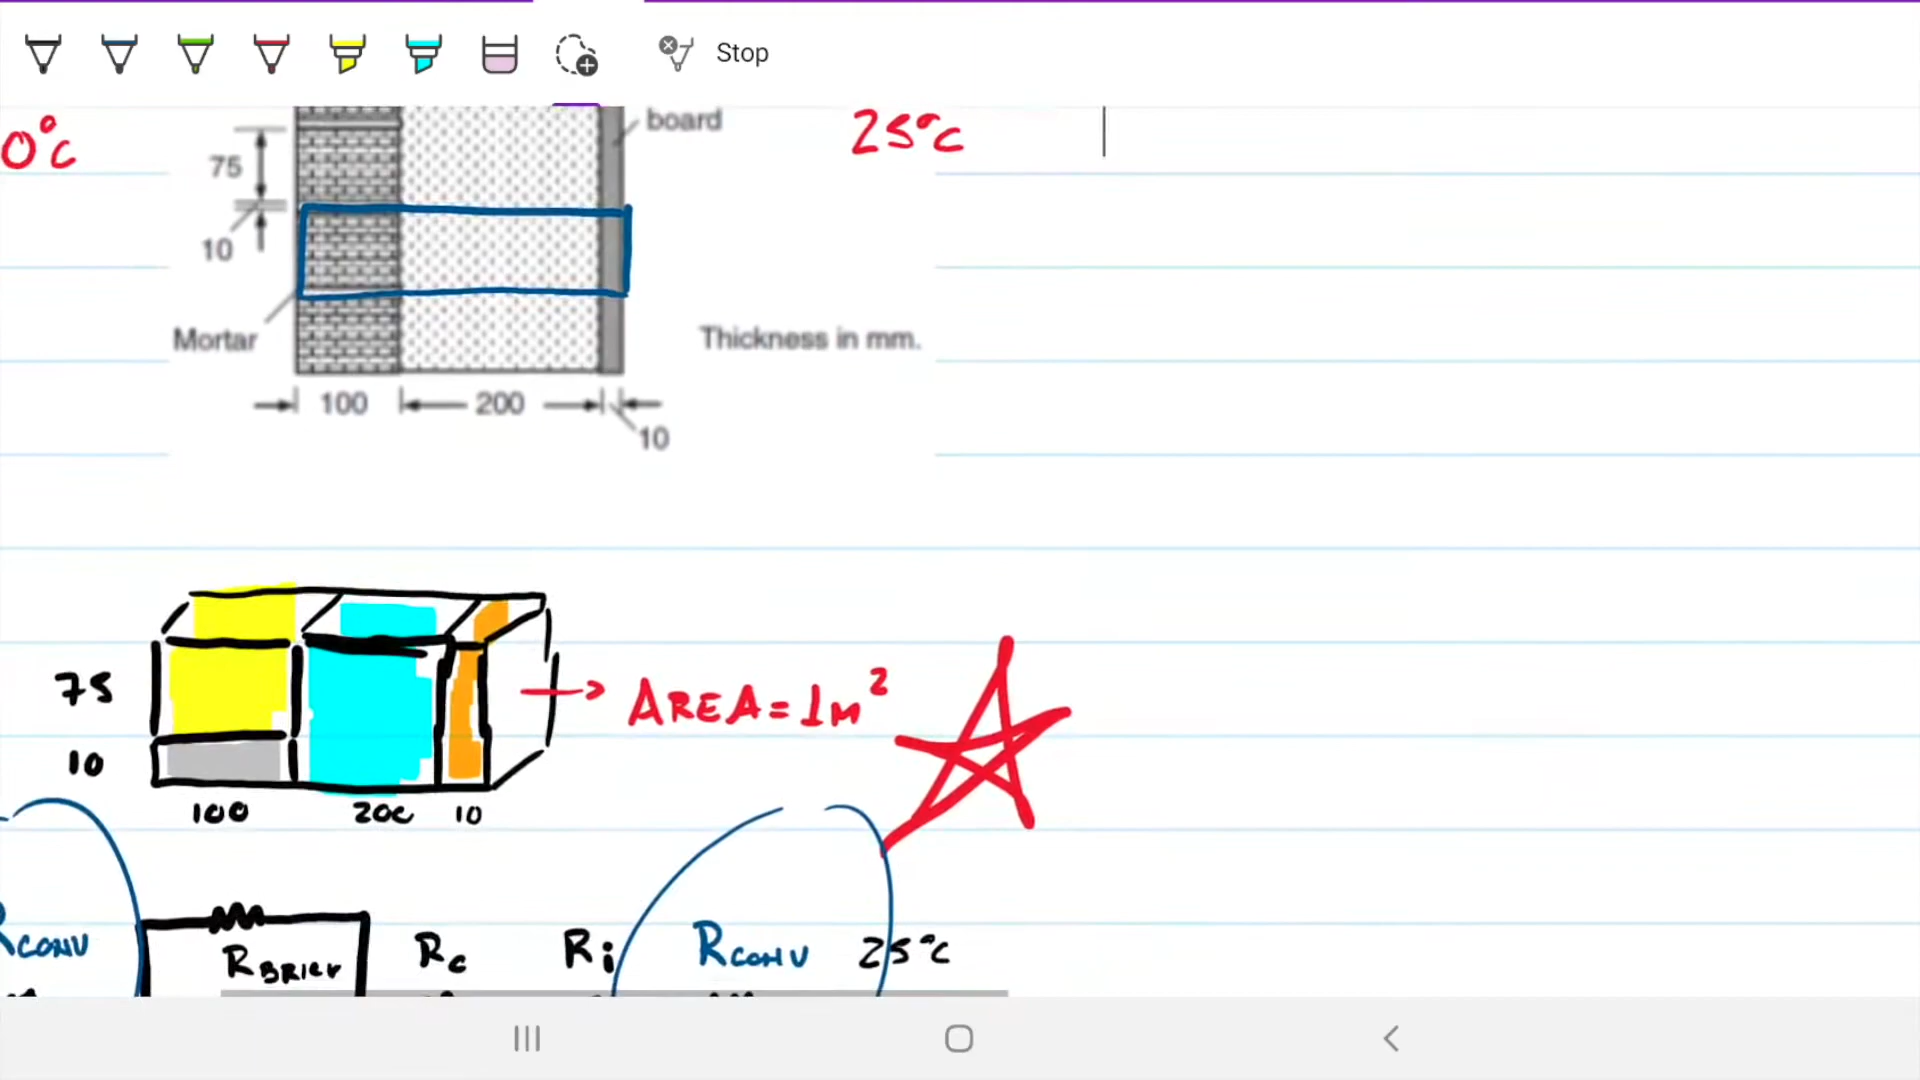 Stop
board
25°C
0°C
75
10
Mortar
Thickness in mm.
100
200
10
75
AREA=1m²
10
100
200
10
RCONV
RBRICK
Rc
Ri
RCONV
25°C